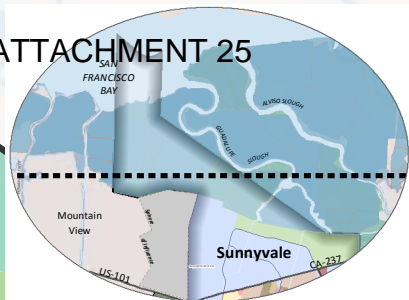 ATTACHMENT 25
SAN
FRANCISCO
BAY
ALVISO SLOUGH
GUADALUPE
SLOUGH
Mountain
View
Sunnyvale
CA-237
US-101